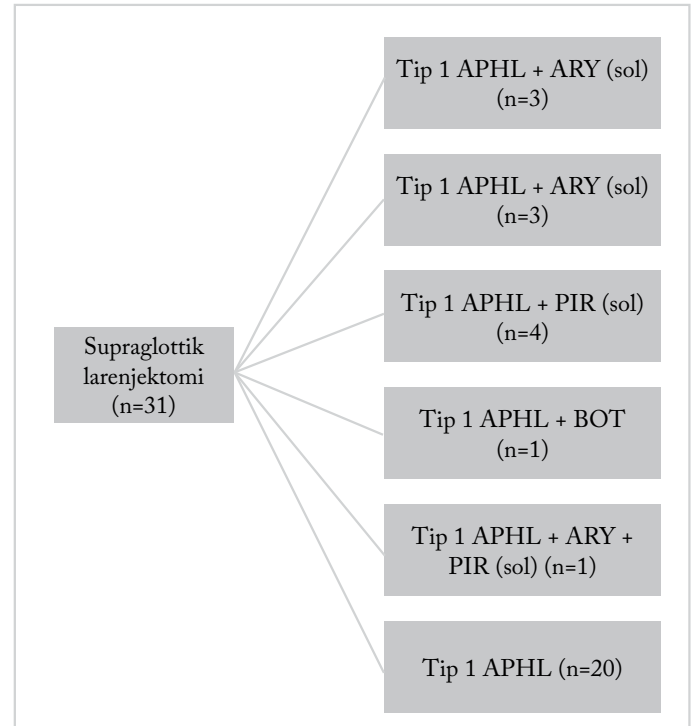 Tip 1 APHL + ARY (sol)
(n=3)
Tip 1 APHL + ARY (sol)
(n=3)
Tip 1 APHL + PIR (sol)
(n=4)
Supraglottik
larenjektomi
(n=31)
Tip 1 APHL + BOT
(n=1)
Tip 1 APHL + ARY +
PIR (sol) (n=1)
Tip 1 APHL (n=20)